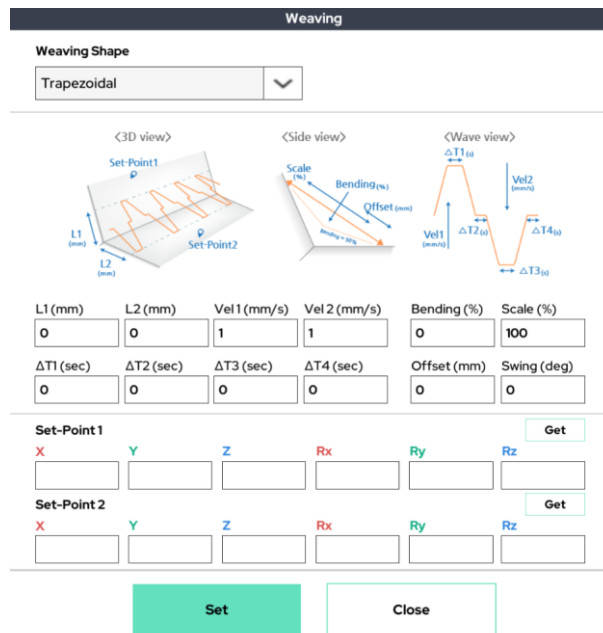 Weaving
Weaving Shape
Trapezoidal
<3D view>
<Side view>
<Wave view>
Set-Point1
L1
(mm)
L2
(mm)
Set-Point2
Scale
(%)
Bending(%)
Offset (mm)
Bending = 50%
ΔT1(s)
Vel2
(mm/s)
Vel1
(mm/s)
ΔT2(s)
ΔT4(s)
ΔT3(s)
L1 (mm) L2 (mm) Vel 1 (mm/s) Vel 2 (mm/s) Bending (%) Scale (%)
0 0 1 1 0 100
ΔT1 (sec) ΔT2 (sec) ΔT3 (sec) ΔT4 (sec) Offset (mm) Swing (deg)
0 0 0 0 0 0
Set-Point 1 Get
X Y Z Rx Ry Rz
Set-Point 2 Get
X Y Z Rx Ry Rz
Set Close